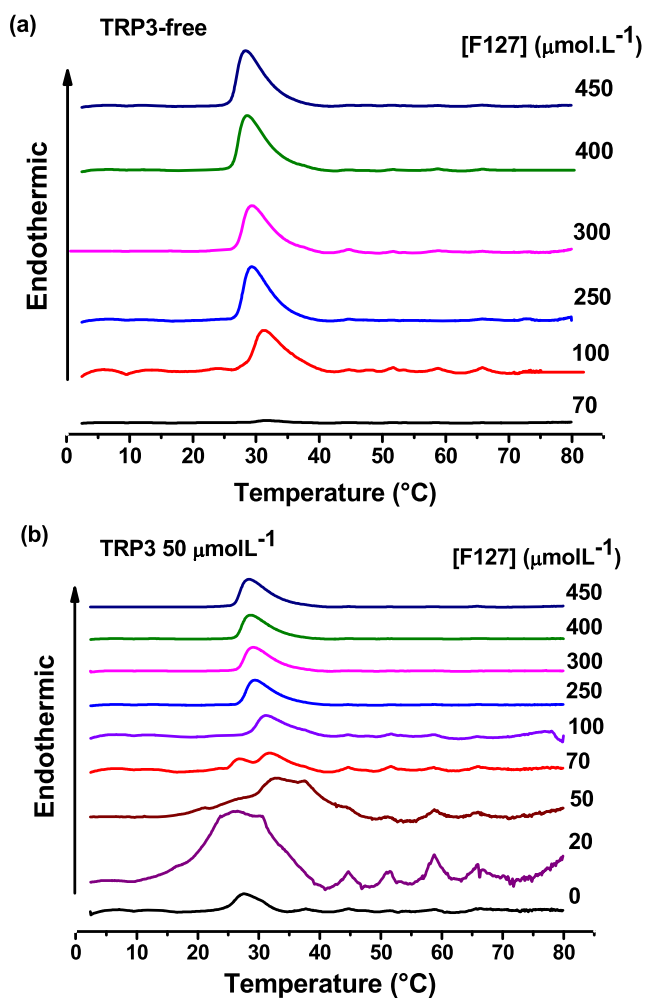 (a)
TRP3-free
[F127] (μmol.L-1)
450
400
300
250
100
70
Endothermic
0 10 20 30 40 50 60 70 80
Temperature (°C)
(b)
TRP3 50 μmolL-1
[F127] (μmolL-1)
450
400
300
250
100
70
50
20
0
Endothermic
0 10 20 30 40 50 60 70 80
Temperature (°C)